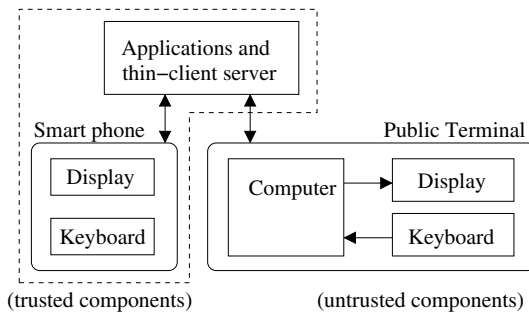 Applications and
thin−client server
Smart phone
Public Terminal
Display
Keyboard
Computer
Display
Keyboard
(trusted components)
(untrusted components)